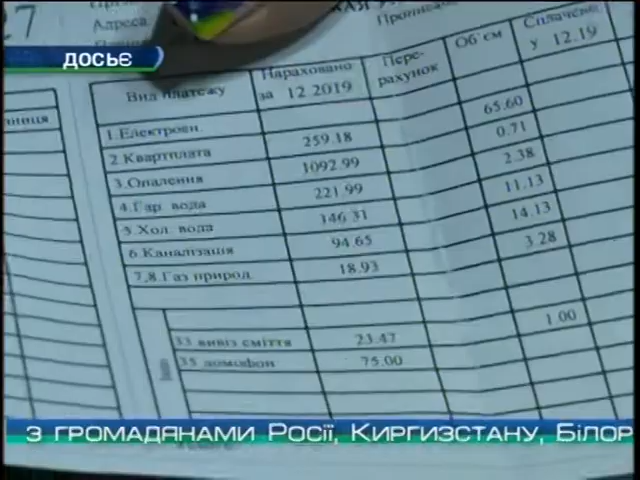 27
Адреса
ДОСЬЄ
Вид платежу Нараховано за 12 2019 Пере-рахунок Об`єм Сплачено у 12.19
1.Електроен. 65.60
2.Квартплата 259.18 0.71
3.Опалення 1092.99 2.38
4.Гар. вода 221.99 11.13
5.Хол. вода 146.31 14.13
6.Каналізація 94.65 3.28
7,8.Газ природ 18.93
1.00
33 вивіз сміття 23.47
35 домофон 75.00
З ГРОМАДЯНАМИ РОСІЇ, КИРГИЗСТАНУ, БІЛОР